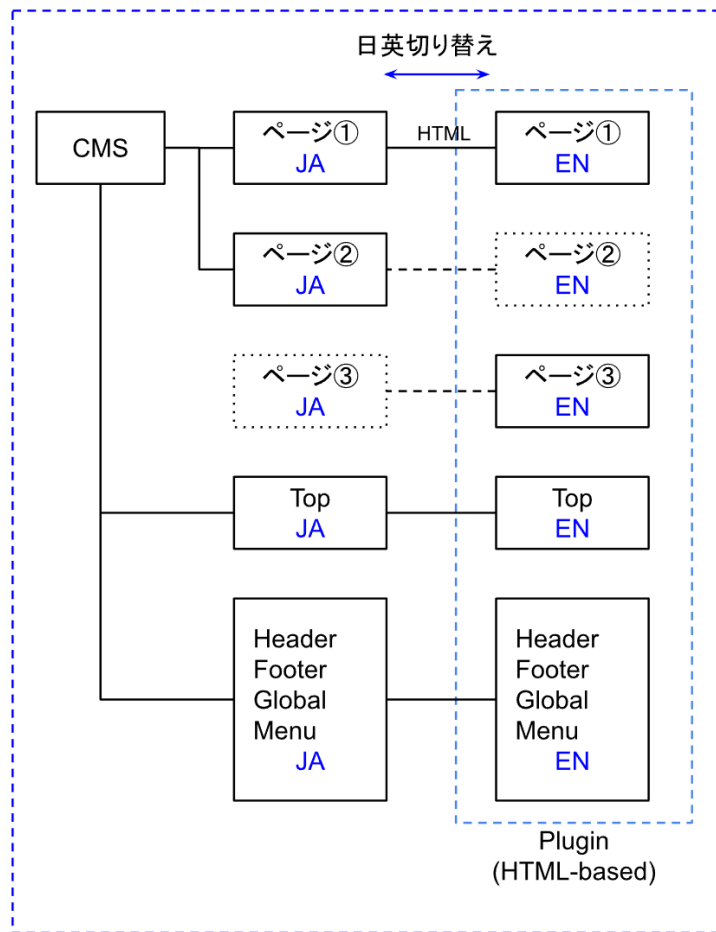 日英切り替え
CMS
ページ①
JA
HTML
ページ①
EN
ページ②
JA
ページ②
EN
ページ③
JA
ページ③
EN
Top
JA
Top
EN
Header
Footer
Global
Menu
JA
Header
Footer
Global
Menu
EN
Plugin
(HTML-based)